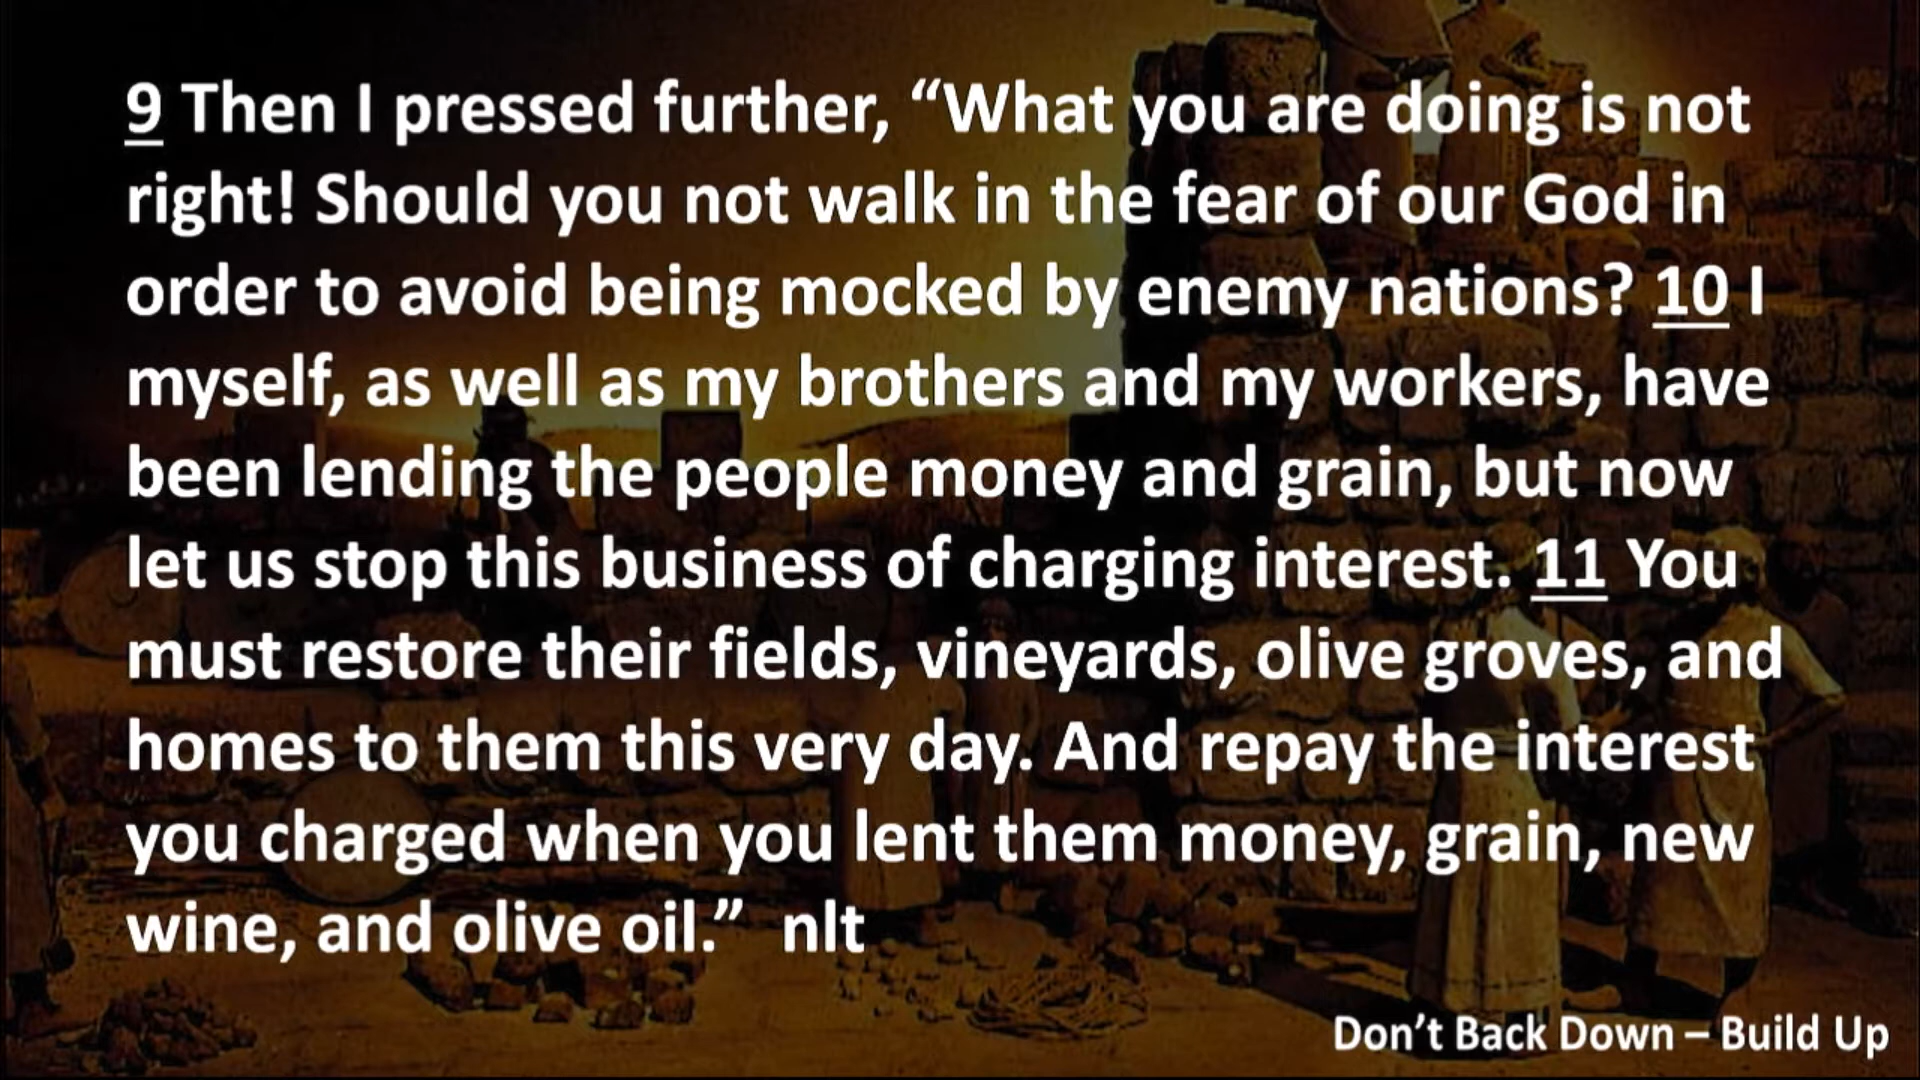 9 Then I pressed further, “What you are doing is not
right! Should you not walk in the fear of our God in
order to avoid being mocked by enemy nations? 10 I
myself, as well as my brothers and my workers, have
been lending the people money and grain, but now
let us stop this business of charging interest. 11 You
must restore their fields, vineyards, olive groves, and
homes to them this very day. And repay the interest
you charged when you lent them money, grain, new
wine, and olive oil.” nlt
Don’t Back Down – Build Up